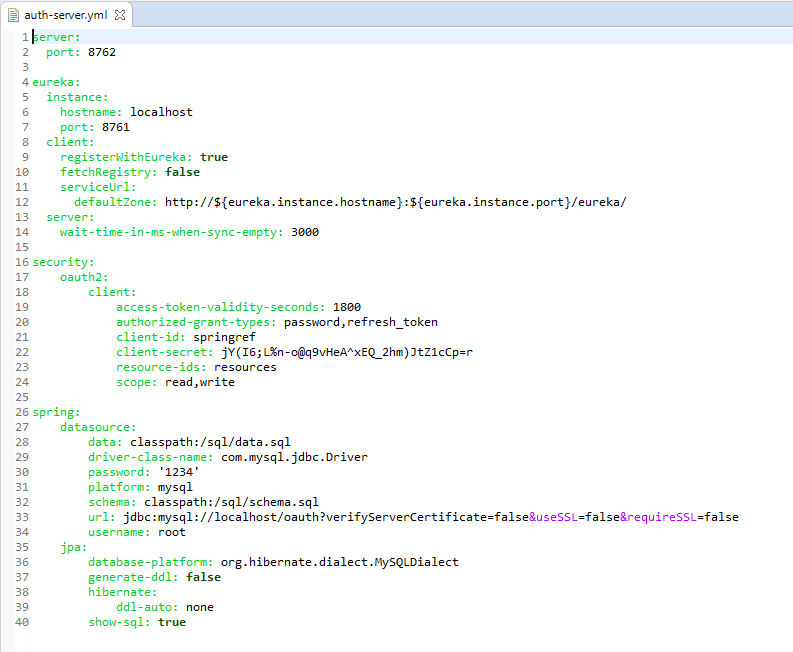 auth-server.yml
1 server:
2   port: 8762
3
4 eureka:
5   instance:
6     hostname: localhost
7     port: 8761
8   client:
9     registerWithEureka: true
10     fetchRegistry: false
11     serviceUrl:
12       defaultZone: http://${eureka.instance.hostname}:${eureka.instance.port}/eureka/
13   server:
14     wait-time-in-ms-when-sync-empty: 3000
15
16 security:
17     oauth2:
18         client:
19             access-token-validity-seconds: 1800
20             authorized-grant-types: password,refresh_token
21             client-id: springref
22             client-secret: jY(I6;L%n-o@q9vHeA^xEQ_2hm)JtZ1cCp=r
23             resource-ids: resources
24             scope: read,write
25
26 spring:
27     datasource:
28         data: classpath:/sql/data.sql
29         driver-class-name: com.mysql.jdbc.Driver
30         password: '1234'
31         platform: mysql
32         schema: classpath:/sql/schema.sql
33         url: jdbc:mysql://localhost/oauth?verifyServerCertificate=false&useSSL=false&requireSSL=false
34         username: root
35     jpa:
36         database-platform: org.hibernate.dialect.MySQLDialect
37         generate-ddl: false
38         hibernate:
39             ddl-auto: none
40         show-sql: true